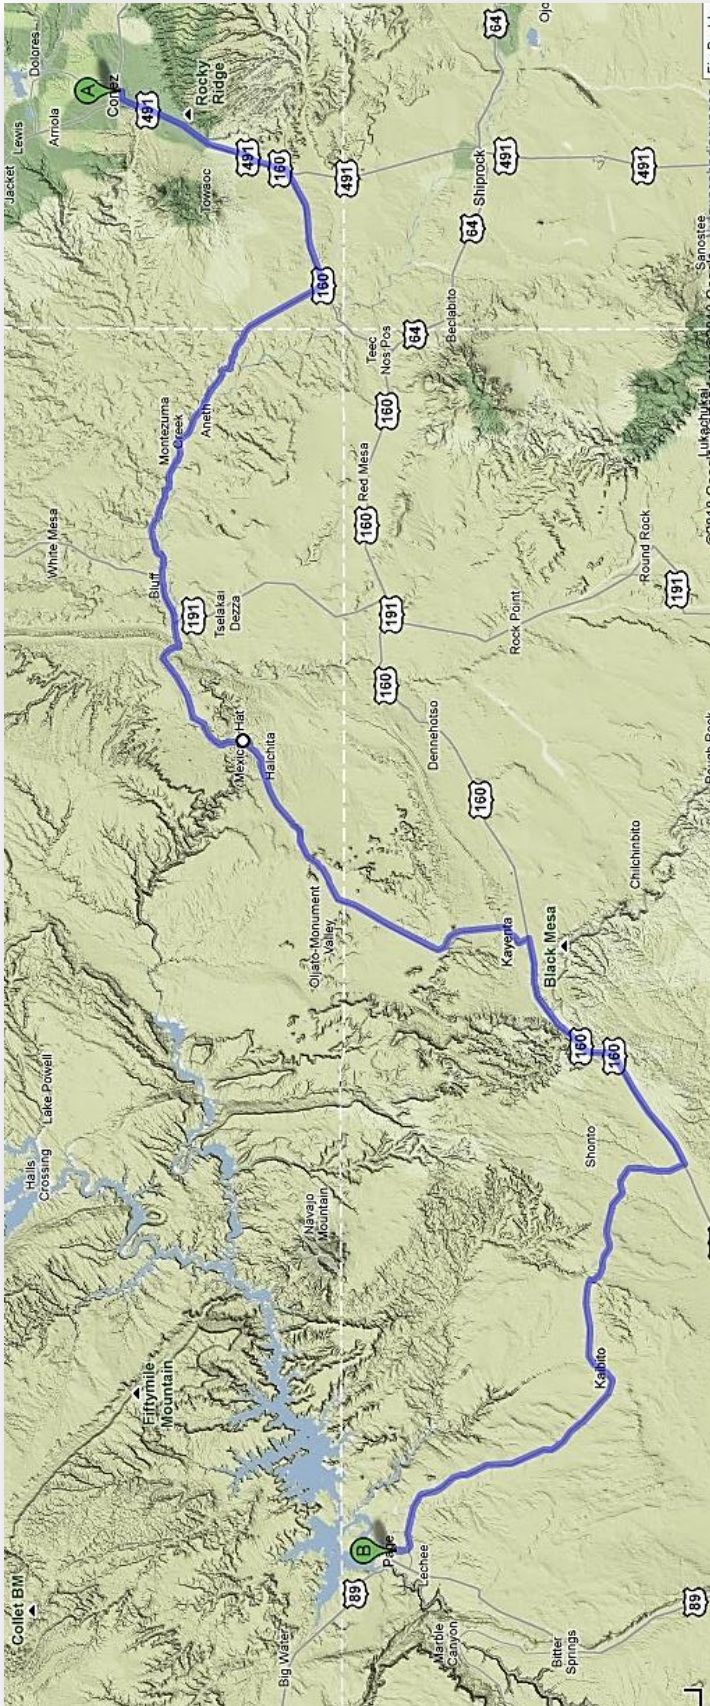 Collet BM
Halls
Crossing
Lake Powell
Jacket
Lewis
Dolores
White Mesa
Arriola
A
Cortez
491
Fiftymile
Mountain
Bluff
Montezuma
Creek
Aneth
Rocky
Ridge
Towaoc
191
Tselakai
Dezza
Mexican Hat
Halchita
491
160
Big Water
Navajo
Mountain
Oljato-Monument
Valley
160
491
89
B
Page
Lechee
160
191
160
Red Mesa
160
Teec
Nos Pos
64
Beclabito
64
Shiprock
491
64
Marble
Canyon
Dennehotso
160
Kayenta
Rock Point
Bitter
Springs
Kaibito
Shonto
160
160
Black Mesa
Chilchinbito
Round Rock
191
491
89
Lukachukai
Sanostee